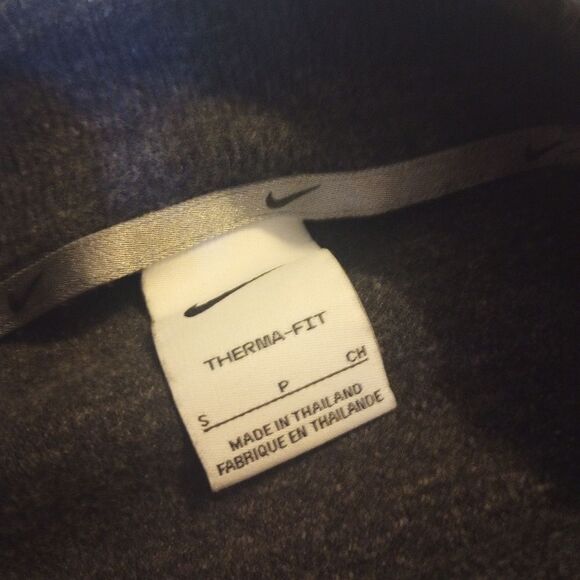 THERMA-FIT
S P CH
MADE IN THAILAND
FABRIQUE EN THAILANDE